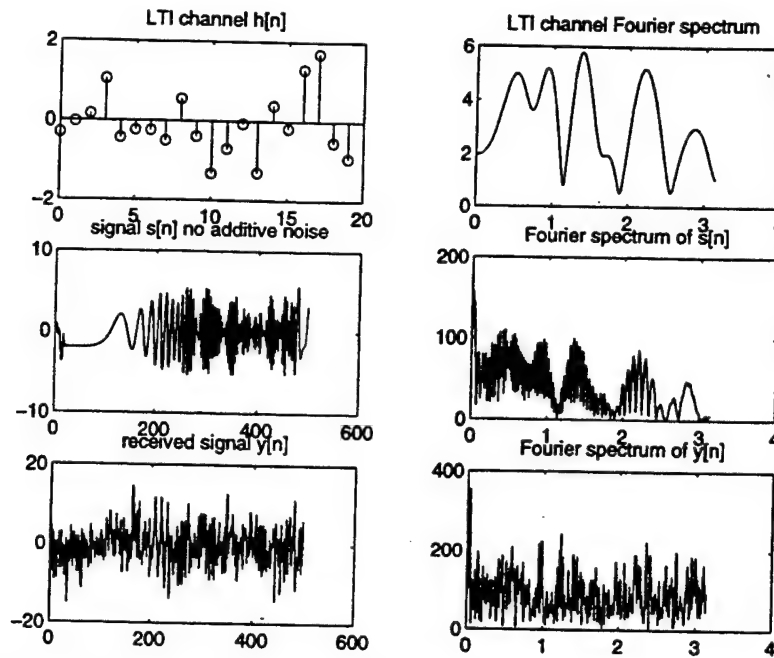 LTI channel h[n]
2
0
-2
0 5 10 15 20
LTI channel Fourier spectrum
6
4
2
0
0 1 2 3 4
signal s[n] no additive noise
10
0
-10
0 200 400 600
Fourier spectrum of s[n]
200
100
0
0 1 2 3 4
received signal y[n]
20
0
-20
0 200 400 600
Fourier spectrum of y[n]
400
200
0
0 1 2 3 4